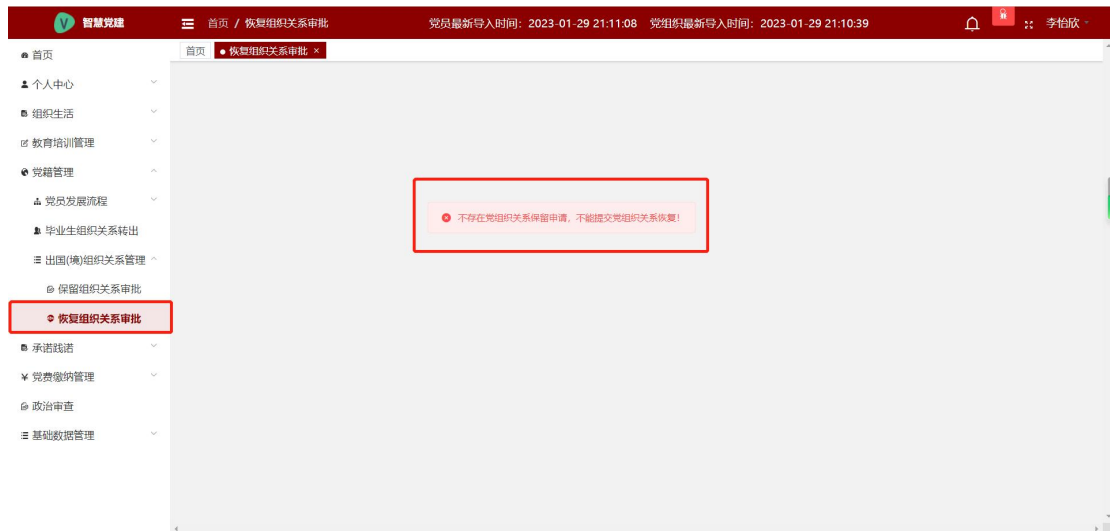 智慧党建
首页 / 恢复组织关系审批
党员最新导入时间：2023-01-29 21:11:08 党组织最新导入时间：2023-01-29 21:10:39
李怡欣
首页
恢复组织关系审批 ×
首页
个人中心
组织生活
教育培训管理
党籍管理
党员发展流程
毕业生组织关系转出
出国(境)组织关系管理
保留组织关系审批
恢复组织关系审批
承诺践诺
党费缴纳管理
政治审查
基础数据管理
不存在党组织关系保留申请，不能提交党组织关系恢复!